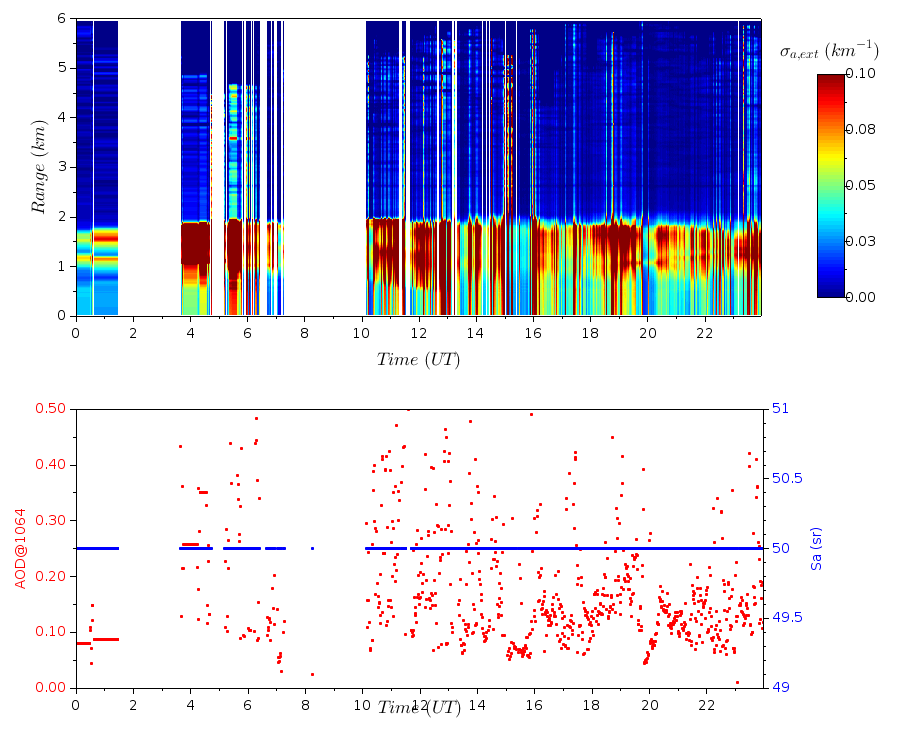 6
5
4
3
2
1
0
Range (km)
0 2 4 6 8 10 12 14 16 18 20 22
Time (UT)
σa,ext (km−1)
0.10
0.08
0.05
0.03
0.00
0.50
0.40
0.30
0.20
0.10
0.00
AOD@1064
51
50.5
50
49.5
49
Sa (sr)
0 2 4 6 8 10 12 14 16 18 20 22
Time (UT)